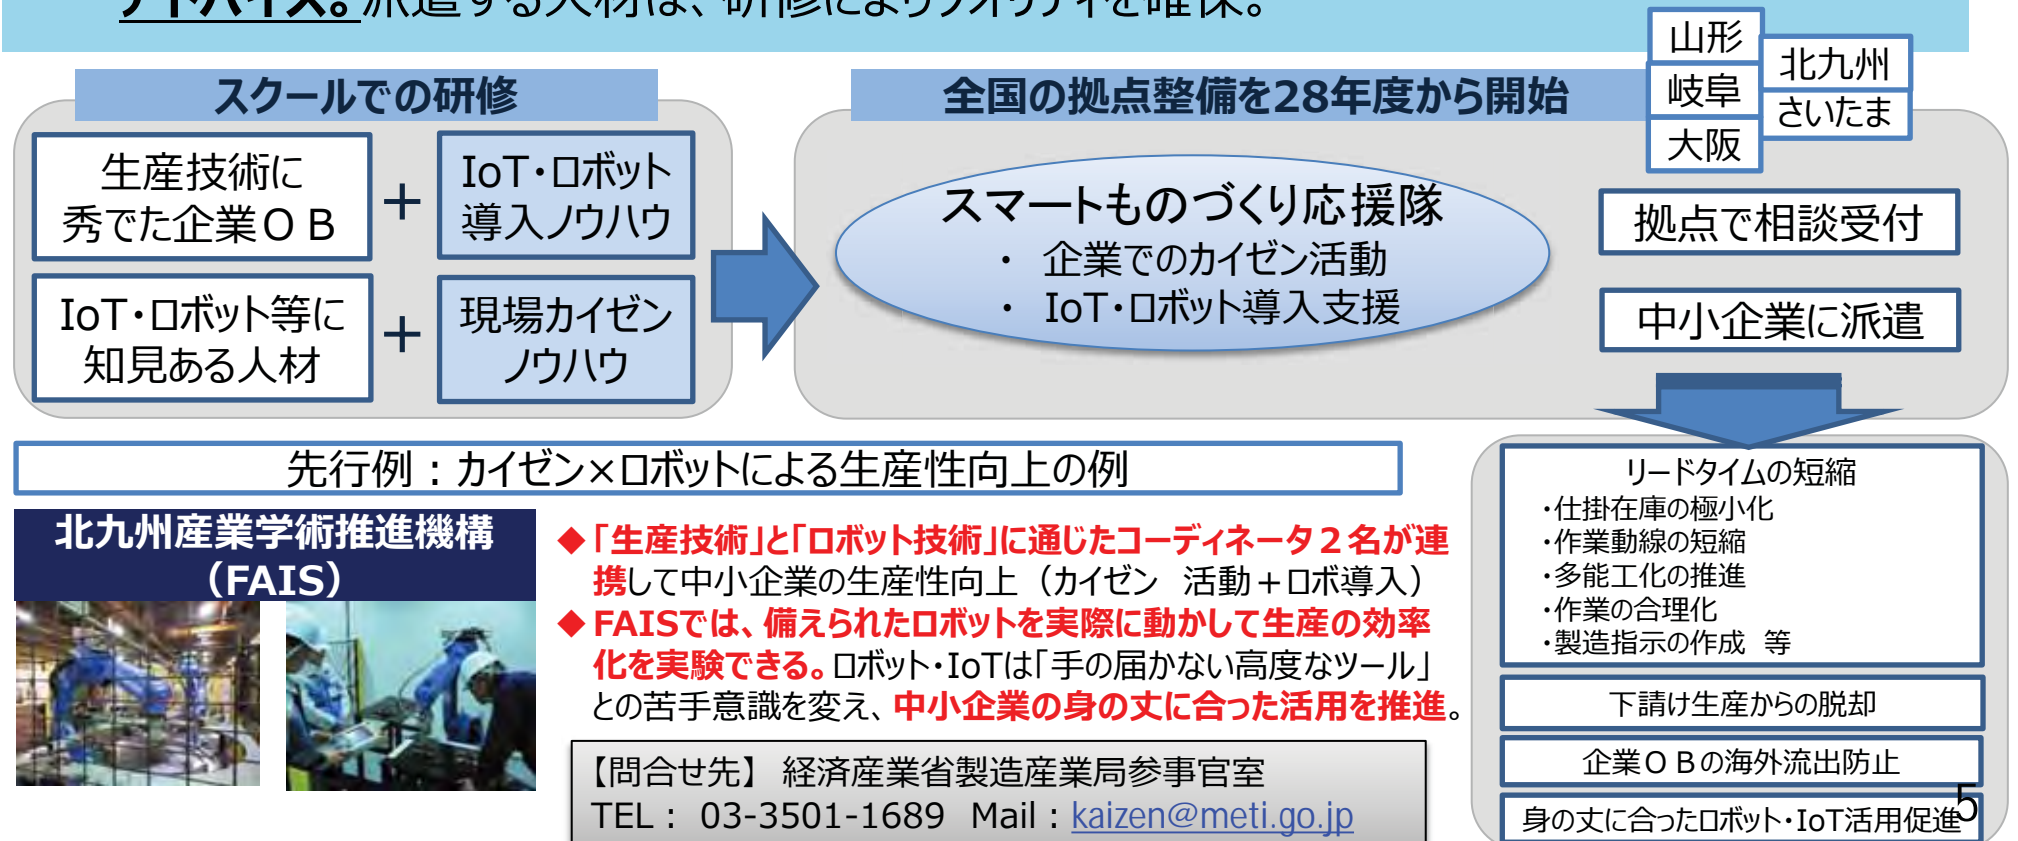 アドバイス。派遣する人材は、研修によりクオリティを確保。
スクールでの研修
生産技術に
秀でた企業ＯＢ
＋
IoT・ロボット
導入ノウハウ
IoT・ロボット等に
知見ある人材
＋
現場カイゼン
ノウハウ
全国の拠点整備を28年度から開始
山形
岐阜
大阪
北九州
さいたま
スマートものづくり応援隊
・ 企業でのカイゼン活動
・ IoT・ロボット導入支援
拠点で相談受付
中小企業に派遣
先行例：カイゼン×ロボットによる生産性向上の例
北九州産業学術推進機構
（FAIS）
◆「生産技術」と「ロボット技術」に通じたコーディネータ２名が連
携して中小企業の生産性向上（カイゼン 活動＋ロボ導入）
◆FAISでは、備えられたロボットを実際に動かして生産の効率
化を実験できる。ロボット・IoTは「手の届かない高度なツール」
との苦手意識を変え、中小企業の身の丈に合った活用を推進。
【問合せ先】 経済産業省製造産業局参事官室
TEL： 03-3501-1689 Mail：kaizen@meti.go.jp
リードタイムの短縮
・仕掛在庫の極小化
・作業動線の短縮
・多能工化の推進
・作業の合理化
・製造指示の作成 等
下請け生産からの脱却
企業ＯＢの海外流出防止
身の丈に合ったロボット・IoT活用促進
5